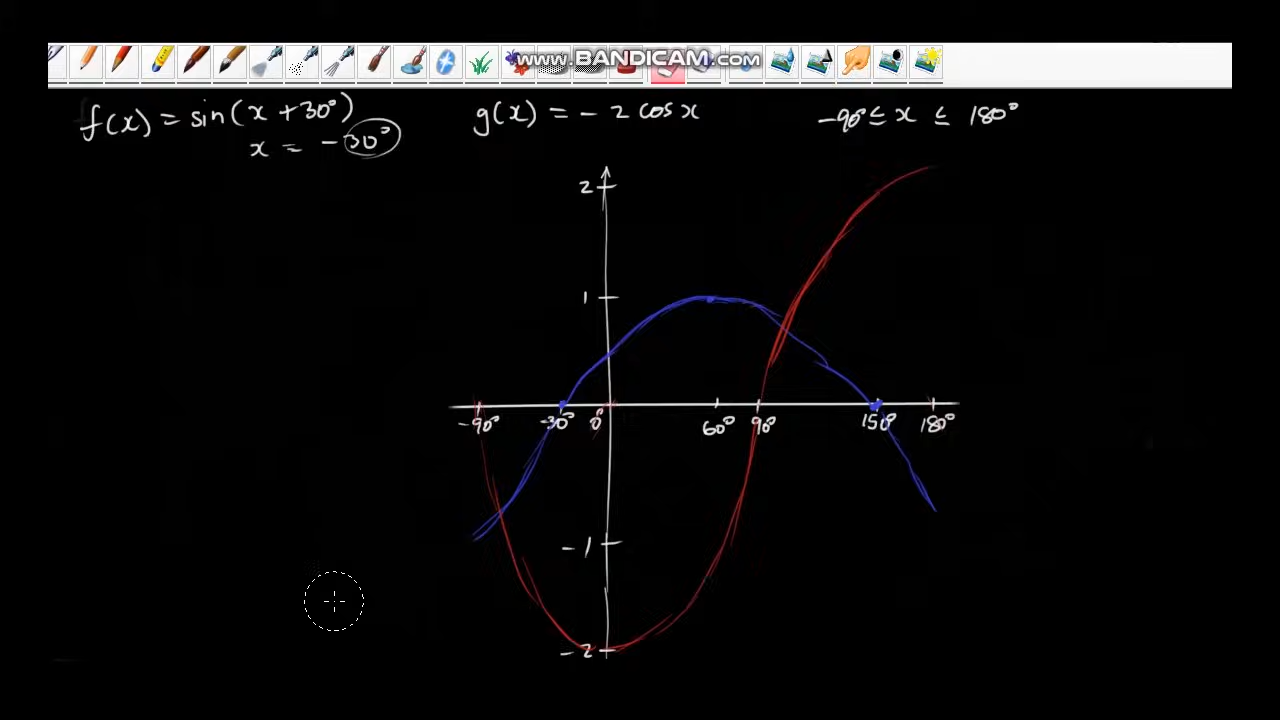 www.BANDICAM.com
f(x) = sin(x + 30°)
g(x) = - 2 cos x
-90° ≤ x ≤ 180°
x = - 30°
2
1
-90°
-30°
0°
60°
90°
150°
180°
-1
-2